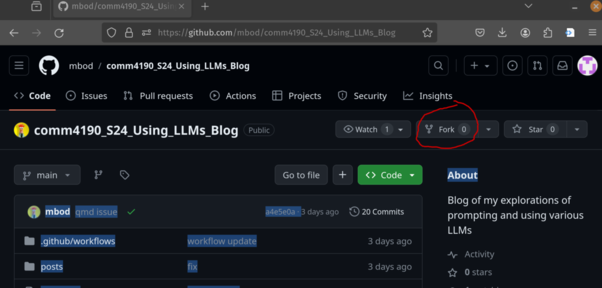 mbod/comm4190_S24_Usin
https://github.com/mbod/comm4190_S24_Using_LLMs_Blog
mbod / comm4190_S24_Using_LLMs_Blog
Code Issues Pull requests Actions Projects Security Insights
comm4190_S24_Using_LLMs_Blog Public Watch 1 Fork 0 Star 0
main Go to file Code
About
mbod qmd issue a4e5e0a · 3 days ago 20 Commits
Blog of my explorations of
prompting and using various
LLMs
.github/workflows workflow update 3 days ago
Activity
posts fix 3 days ago
0 stars